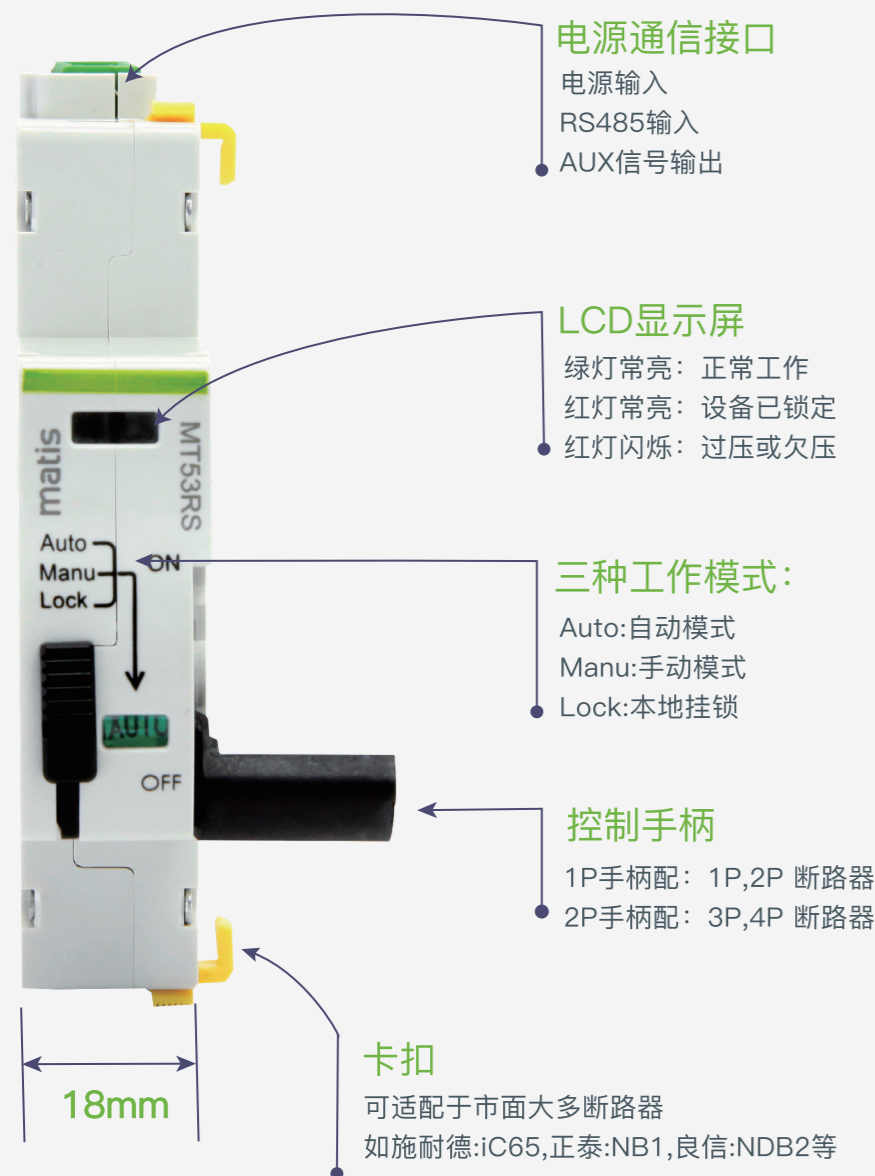 电源通信接口
电源输入
RS485输入
AUX信号输出
LCD显示屏
绿灯常亮：正常工作
红灯常亮：设备已锁定
红灯闪烁：过压或欠压
matis
MT53RS
Auto
Manu
Lock
ON
AUTO
OFF
三种工作模式：
Auto:自动模式
Manu:手动模式
Lock:本地挂锁
控制手柄
1P手柄配：1P,2P 断路器
2P手柄配：3P,4P 断路器
18mm
卡扣
可适配于市面大多断路器
如施耐德:iC65,正泰:NB1,良信:NDB2等